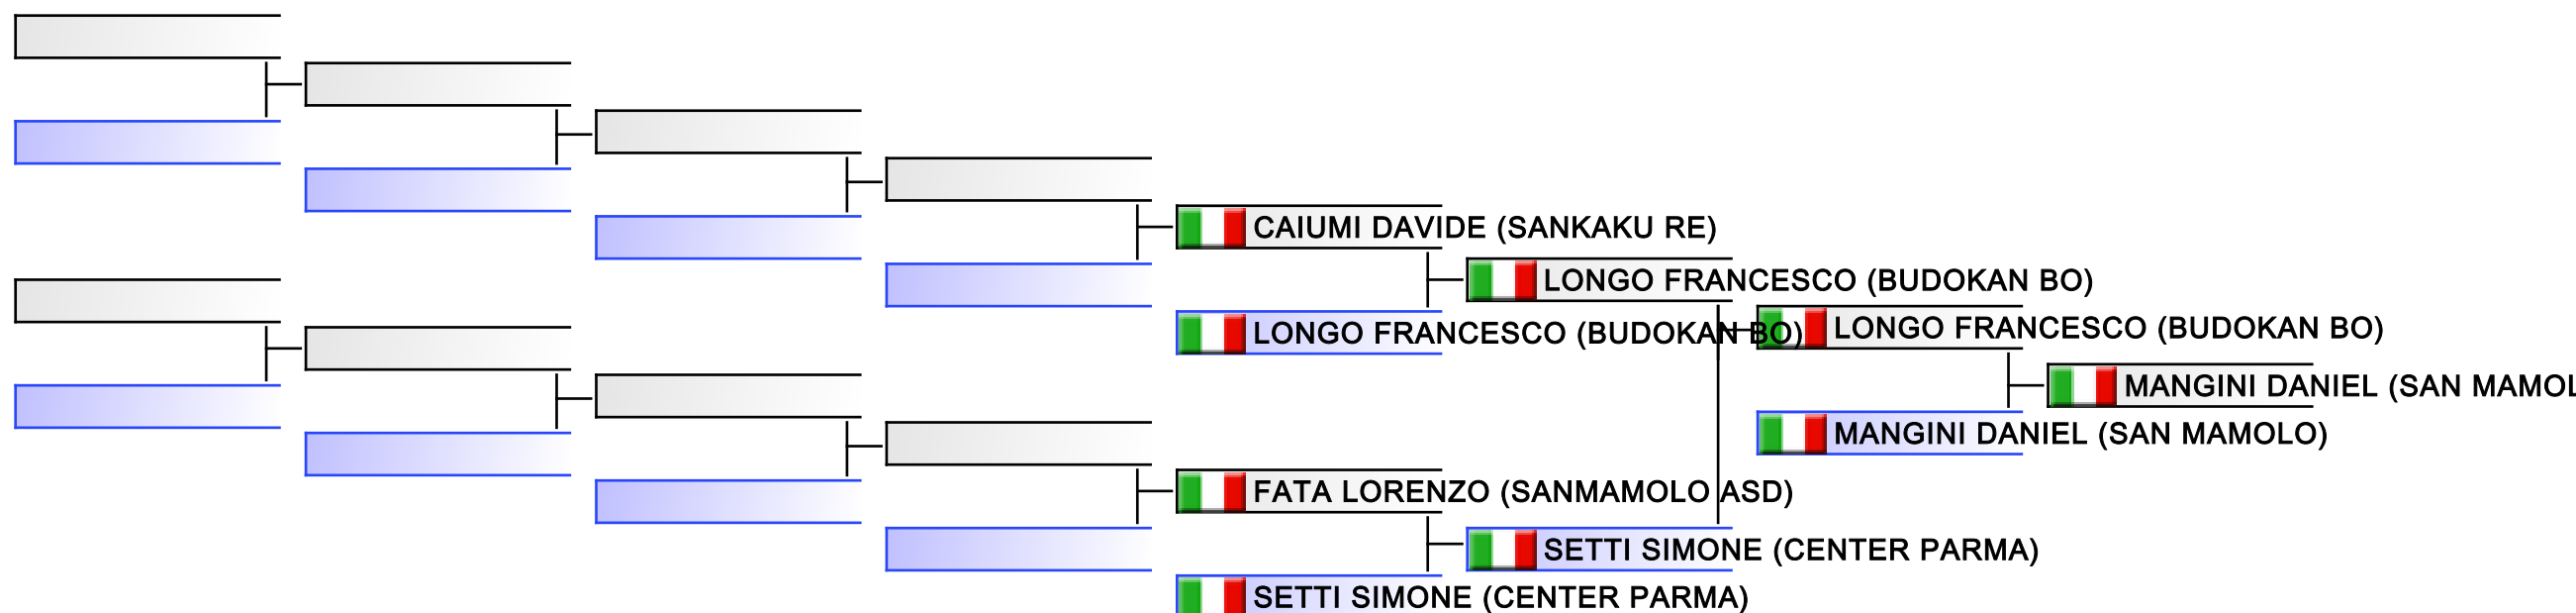 CAIUMI DAVIDE (SANKAKU RE)
LONGO FRANCESCO (BUDOKAN BO)
LONGO FRANCESCO (BUDOKAN BO)
LONGO FRANCESCO (BUDOKAN BO)
MANGINI DANIEL (SAN MAMOL
MANGINI DANIEL (SAN MAMOLO)
FATA LORENZO (SANMAMOLO ASD)
SETTI SIMONE (CENTER PARMA)
SETTI SIMONE (CENTER PARMA)